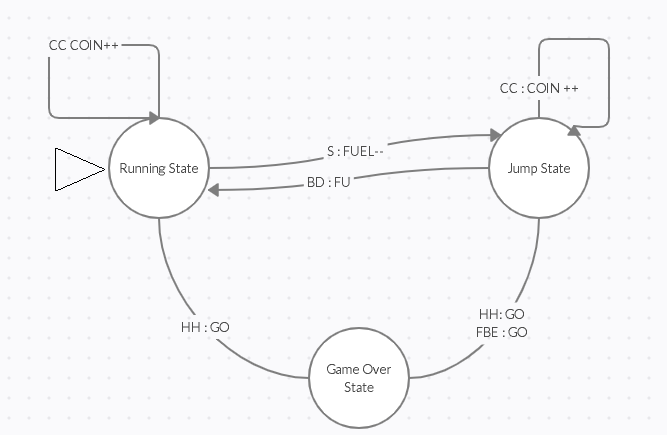 CC COIN++
CC : COIN ++
S : FUEL--
Running State
Jump State
BD : FU
HH : GO
HH: GO
FBE : GO
Game Over
State